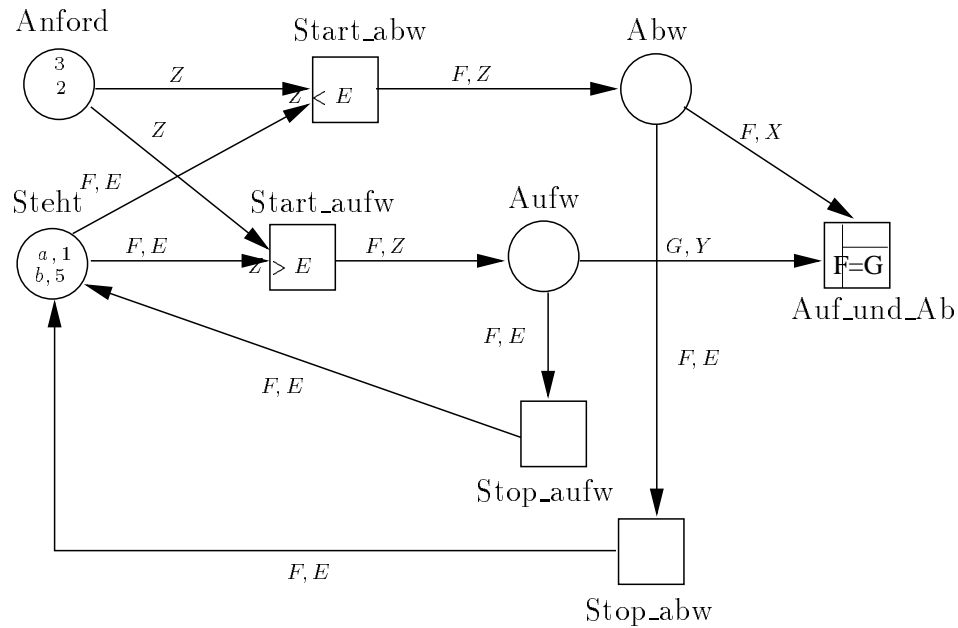 Anford
Start_abw
Abw
3
2
Z
Z < E
F, Z
F, X
Z
F, E
Steht
Start_aufw
Aufw
a, 1
b, 5
F, E
Z > E
F, Z
G, Y
F=G
Auf_und_Ab
F, E
F, E
F, E
Stop_aufw
F, E
Stop_abw